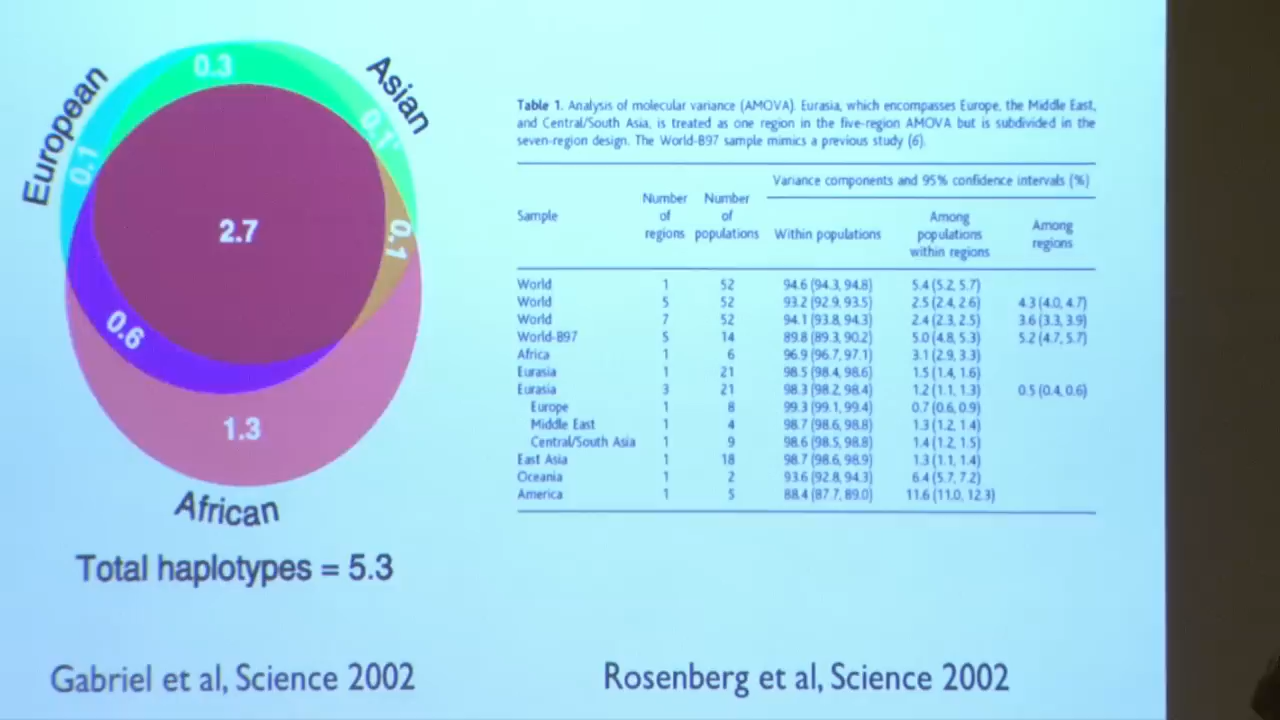 European
Asian
0.3
0.1
0.1
2.7
0.1
0.6
1.3
African
Total haplotypes = 5.3
Gabriel et al, Science 2002
Table 1. Analysis of molecular variance (AMOVA). Eurasia, which encompasses Europe, the Middle East,
and Central/South Asia, is treated as one region in the five-region AMOVA but is subdivided in the
seven-region design. The World-B97 sample mimics a previous study (6).
Variance components and 95% confidence intervals (%)
Sample Number of regions Number of populations Within populations Among populations within regions Among regions
World 1 52 94.6 (94.3, 94.8) 5.4 (5.2, 5.7)
World 5 52 93.2 (92.9, 93.5) 2.5 (2.4, 2.6) 4.3 (4.0, 4.7)
World 7 52 94.1 (93.8, 94.3) 2.4 (2.3, 2.5) 3.6 (3.3, 3.9)
World-B97 5 14 89.8 (89.3, 90.2) 5.0 (4.8, 5.3) 5.2 (4.7, 5.7)
Africa 1 6 96.9 (96.7, 97.1) 3.1 (2.9, 3.3)
Eurasia 1 21 98.5 (98.4, 98.6) 1.5 (1.4, 1.6)
Eurasia 3 21 98.3 (98.2, 98.4) 1.2 (1.1, 1.3) 0.5 (0.4, 0.6)
Europe 1 8 99.3 (99.1, 99.4) 0.7 (0.6, 0.9)
Middle East 1 4 98.7 (98.6, 98.8) 1.3 (1.2, 1.4)
Central/South Asia 1 9 98.6 (98.5, 98.8) 1.4 (1.2, 1.5)
East Asia 1 18 98.7 (98.6, 98.9) 1.3 (1.1, 1.4)
Oceania 1 2 93.6 (92.8, 94.3) 6.4 (5.7, 7.2)
America 1 5 88.4 (87.7, 89.0) 11.6 (11.0, 12.3)
Rosenberg et al, Science 2002